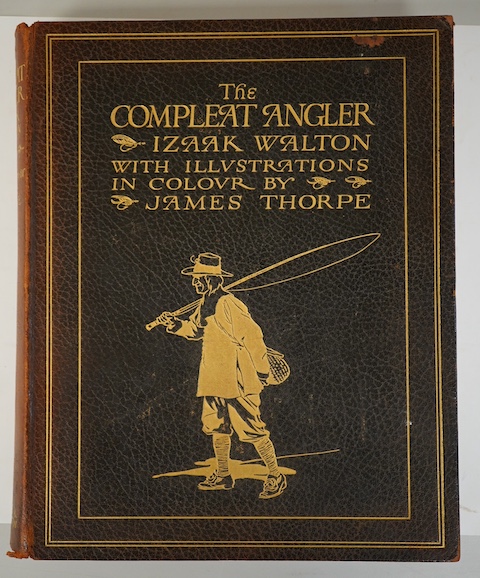 The
COMPLEAT ANGLER
IZAAK WALTON
WITH ILLVSTRATIONS
IN COLOVR BY
JAMES THORPE